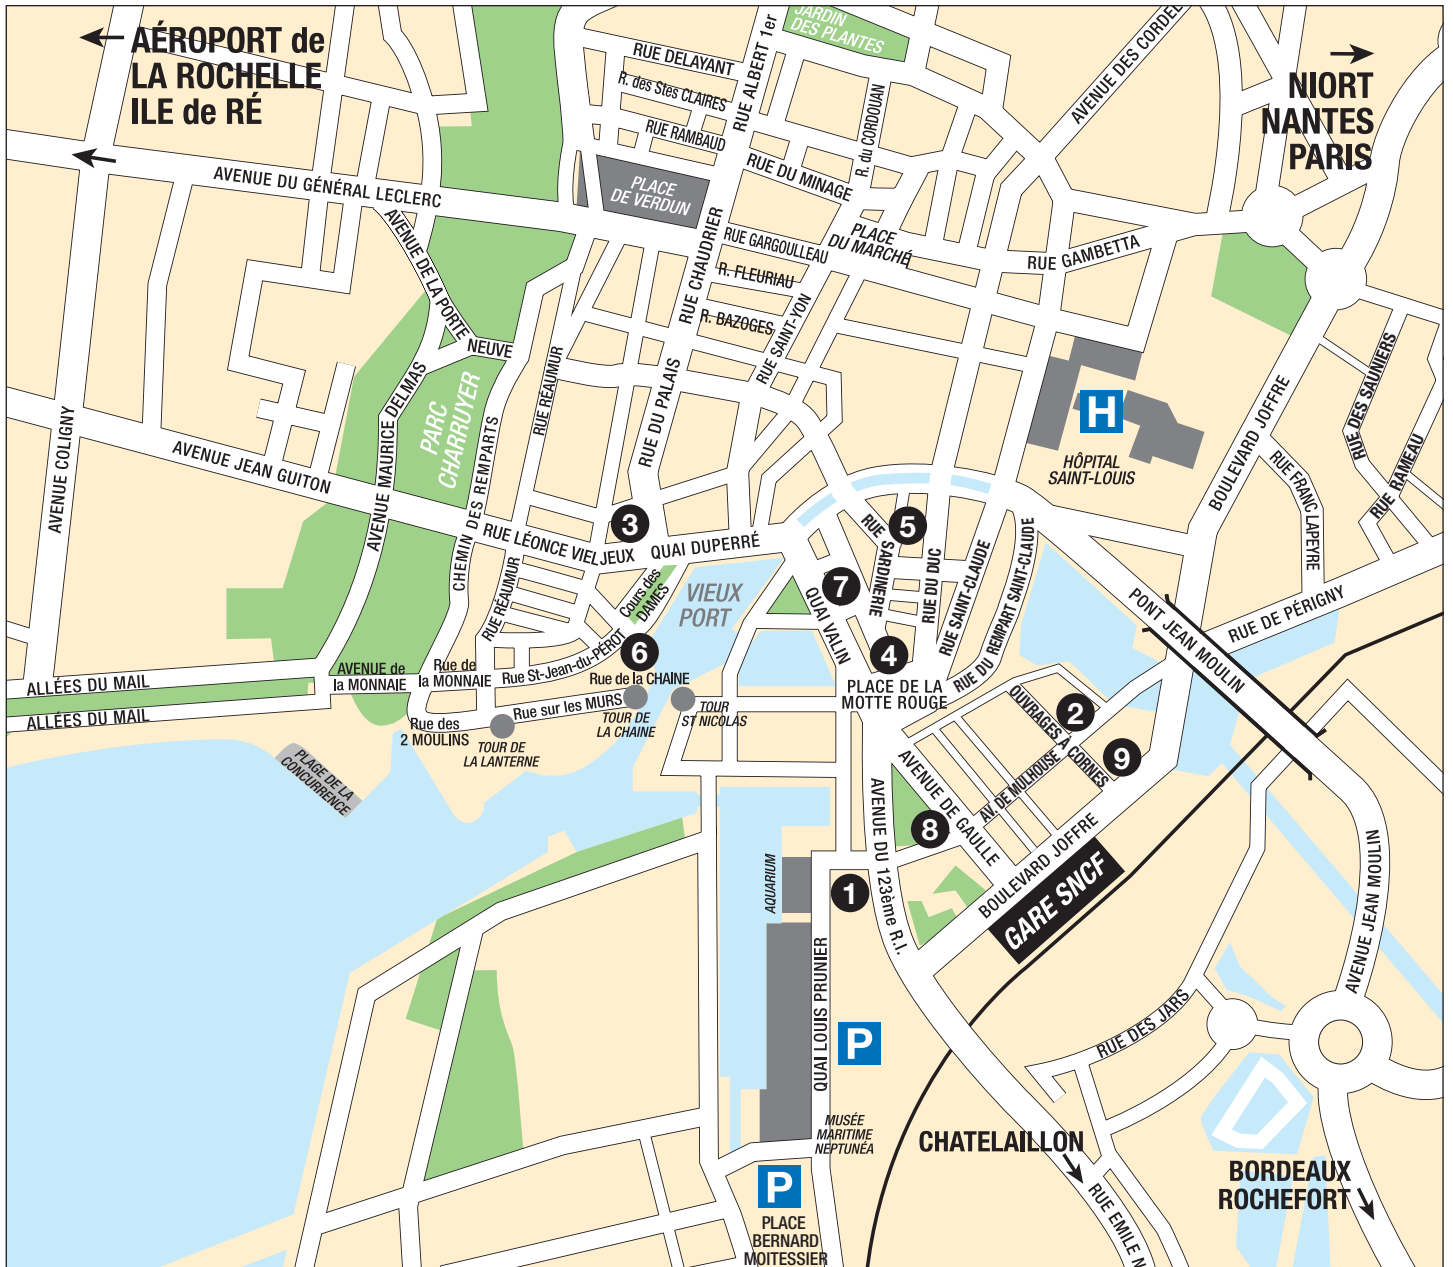 AÉROPORT de
LA ROCHELLE
ILE de RÉ
JARDIN
DES PLANTES
NIORT
NANTES
PARIS
RUE DELAYANT
R. des Stes CLAIRES
RUE RAMBAUD
RUE ALBERT 1er
R. du CORDOUAN
AVENUE DES CORDEL
RUE DU MINAGE
AVENUE DU GÉNÉRAL LECLERC
PLACE
DE VERDUN
AVENUE DE LA PORTE
NEUVE
RUE CHAUDRIER
RUE GARGOULLEAU
PLACE
DU MARCHÉ
RUE GAMBETTA
R. FLEURIAU
R. BAZOGES
RUE SAINT-YON
RUE RÉAUMUR
RUE DU PALAIS
AVENUE MAURICE DELMAS
PARC
CHARRUYER
CHEMIN DES REMPARTS
AVENUE COLIGNY
AVENUE JEAN GUITON
H
HÔPITAL
SAINT-LOUIS
BOULEVARD JOFFRE
RUE DES SAUNIERS
RUE RAMEAU
RUE FRANC LAPEYRE
RUE LÉONCE VIELJEUX
3
QUAI DUPERRÉ
5
RUE SARDINERIE
RUE DU DUC
RUE SAINT-CLAUDE
RUE DU REMPART SAINT-CLAUDE
7
QUAI VALIN
VIEUX
PORT
Cours des
DAMES
RUE RÉAUMUR
PONT JEAN MOULIN
RUE DE PÉRIGNY
6
4
Rue St-Jean-du-PÉROT
AVENUE de
la MONNAIE
Rue de
la MONNAIE
ALLÉES DU MAIL
ALLÉES DU MAIL
Rue de la CHAINE
Rue sur les MURS
Rue des
2 MOULINS
TOUR DE
LA LANTERNE
TOUR DE
LA CHAINE
TOUR
ST NICOLAS
PLACE DE LA
MOTTE ROUGE
OUVRAGES À CORNES
2
9
PLAGE DE LA
CONCURRENCE
AVENUE DE GAULLE
AV. DE MULHOUSE
8
AVENUE DU 123ème R.I.
BOULEVARD JOFFRE
GARE SNCF
AQUARIUM
1
AVENUE JEAN MOULIN
QUAI LOUIS PRUNIER
P
RUE DES JARS
MUSÉE
MARITIME
NEPTUNÉA
CHATELAILLON
P
PLACE
BERNARD
MOITESSIER
RUE EMILE N
BORDEAUX
ROCHEFORT